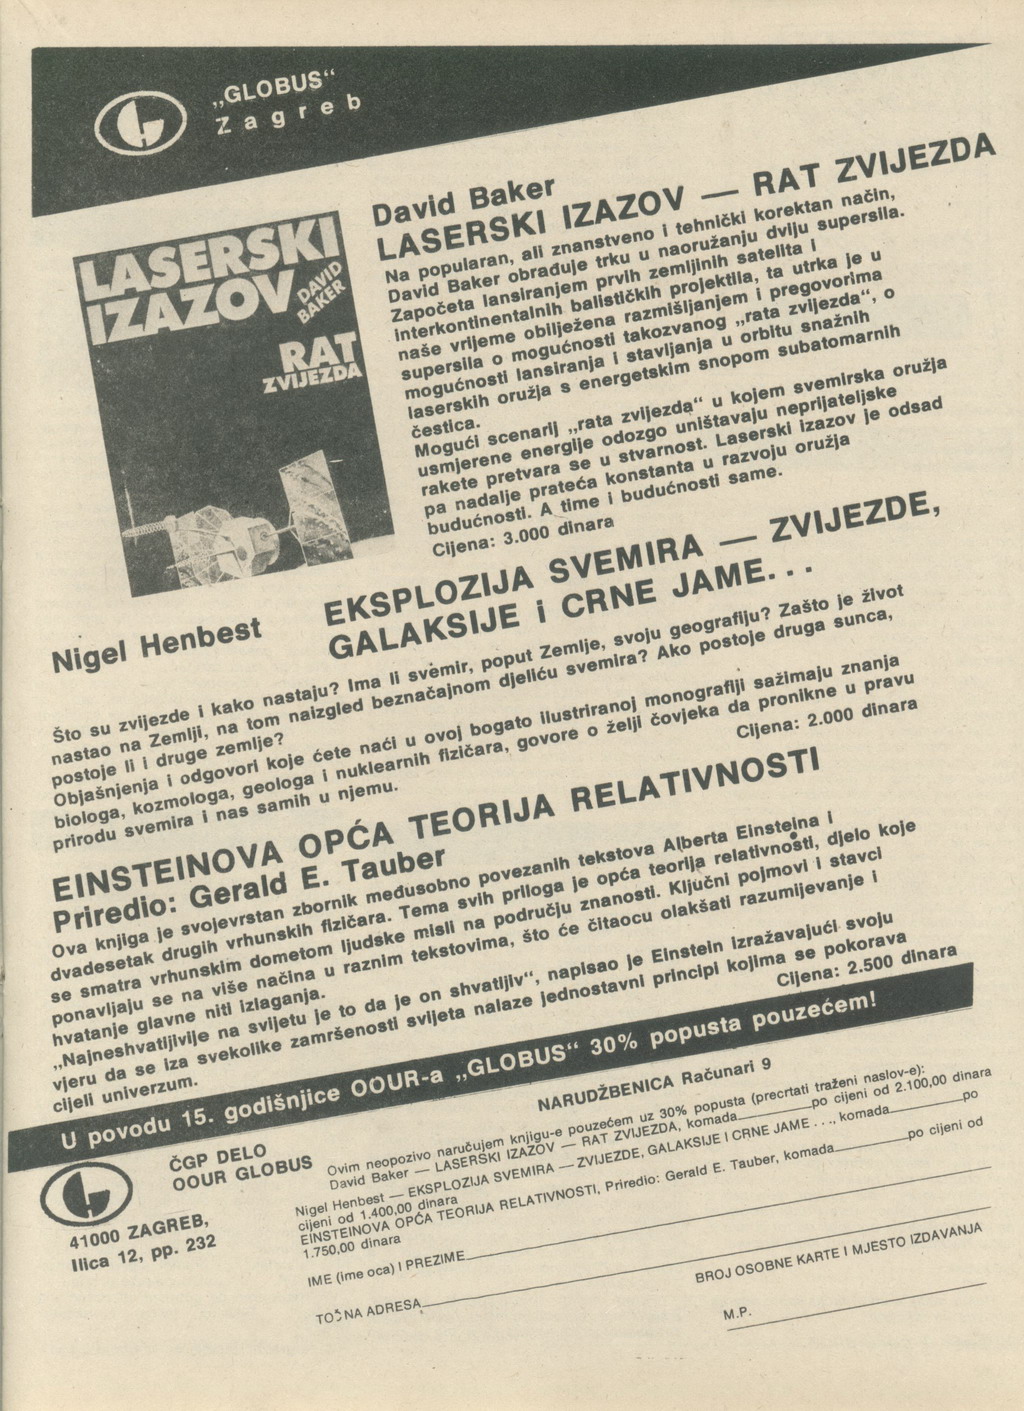 „GLOBUS“
Zagreb
LASERSKI
IZAZOV
DAVID
BAKER
RAT
ZVIJEZDA
David Baker
LASERSKI IZAZOV — RAT ZVIJEZDA
Na popularan, ali znanstveno i tehnički korektan način,
David Baker obrađuje trku u naoružanju dviju supersila.
Započeta lansiranjem prvih zemljinih satelita i
interkontinentalnih balističkih projektila, ta utrka je u
naše vrijeme obilježena razmišljanjem i pregovorima
supersila o mogućnosti takozvanog „rata zvijezda“, o
mogućnosti lansiranja i stavljanja u orbitu snažnih
laserskih oružja s energetskim snopom subatomarnih
čestica.
Mogući scenarij „rata zvijezda“ u kojem svemirska oružja
usmjerene energije odozgo uništavaju neprijateljske
rakete pretvara se u stvarnost. Laserski izazov je odsad
pa nadalje prateća konstanta u razvoju oružja
budućnosti. A time i budućnosti same.
Cijena: 3.000 dinara
Nigel Henbest
EKSPLOZIJA SVEMIRA — ZVIJEZDE,
GALAKSIJE i CRNE JAME...
Što su zvijezde i kako nastaju? Ima li svemir, poput Zemlje, svoju geografiju? Zašto je život
nastao na Zemlji, na tom naizgled beznačajnom djeliću svemira? Ako postoje druga sunca,
postoje li i druge zemlje?
Objašnjenja i odgovori koje ćete naći u ovoj bogato ilustriranoj monografiji sažimaju znanja
biologa, kozmologa, geologa i nuklearnih fizičara, govore o želji čovjeka da pronikne u pravu
prirodu svemira i nas samih u njemu.
Cijena: 2.000 dinara
EINSTEINOVA OPĆA TEORIJA RELATIVNOSTI
Priredio: Gerald E. Tauber
Ova knjiga je svojevrstan zbornik međusobno povezanih tekstova Alberta Einsteina i
dvadesetak drugih vrhunskih fizičara. Tema svih priloga je opća teorija relativnosti, djelo koje
se smatra vrhunskim dometom ljudske misli na području znanosti. Ključni pojmovi i stavci
ponavljaju se na više načina u raznim tekstovima, što će čitaocu olakšati razumijevanje i
hvatanje glavne niti izlaganja.
„Najneshvatljivije na svijetu je to da je on shvatljiv“, napisao je Einstein izražavajući svoju
vjeru da se iza svekolike zamršenosti svijeta nalaze jednostavni principi kojima se pokorava
cijeli univerzum.
Cijena: 2.500 dinara
U povodu 15. godišnjice OOUR-a „GLOBUS“ 30% popusta pouzećem!
ČGP DELO
OOUR GLOBUS
41000 ZAGREB,
Ilica 12, pp. 232
NARUDŽBENICA Računari 9
Ovim neopozivo naručujem knjigu-e pouzećem uz 30% popusta (precrtati traženi naslov-e):
David Baker — LASERSKI IZAZOV — RAT ZVIJEZDA, komada po cijeni od 2.100,00 dinara
Nigel Henbest — EKSPLOZIJA SVEMIRA — ZVIJEZDE, GALAKSIJE I CRNE JAME . . ., komada po
cijeni od 1.400,00 dinara
EINSTEINOVA OPĆA TEORIJA RELATIVNOSTI, Priredio: Gerald E. Tauber, komada po cijeni od
1.750,00 dinara
IME (ime oca) I PREZIME
BROJ OSOBNE KARTE I MJESTO IZDAVANJA
TOČNA ADRESA
M.P.